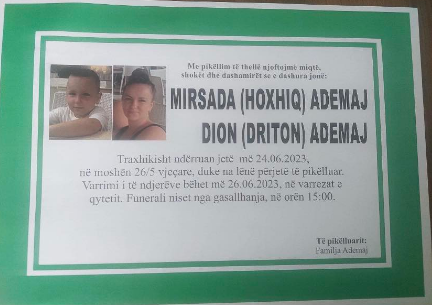 Me pikëllim të thellë njoftojmë miqtë,
shokët dhe dashamirët se e dashura jonë:
MIRSADA (HOXHIQ) ADEMAJ
DION (DRITON) ADEMAJ
Traxhikisht ndërruan jetë më 24.06.2023,
në moshën 26/5 vjeçare, duke na lënë përjetë të pikëlluar.
Varrimi i të ndjerëve bëhet më 26.06.2023, në varrezat e
qytetit. Funerali niset nga gasallhanja, në orën 15:00.
Të pikëlluarit:
Familja Ademaj